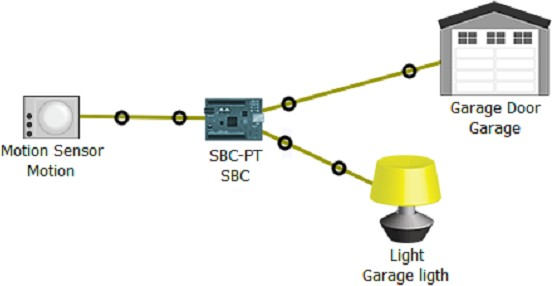 Garage Door
Garage
Motion Sensor
Motion
SBC-PT
SBC
Light
Garage ligth